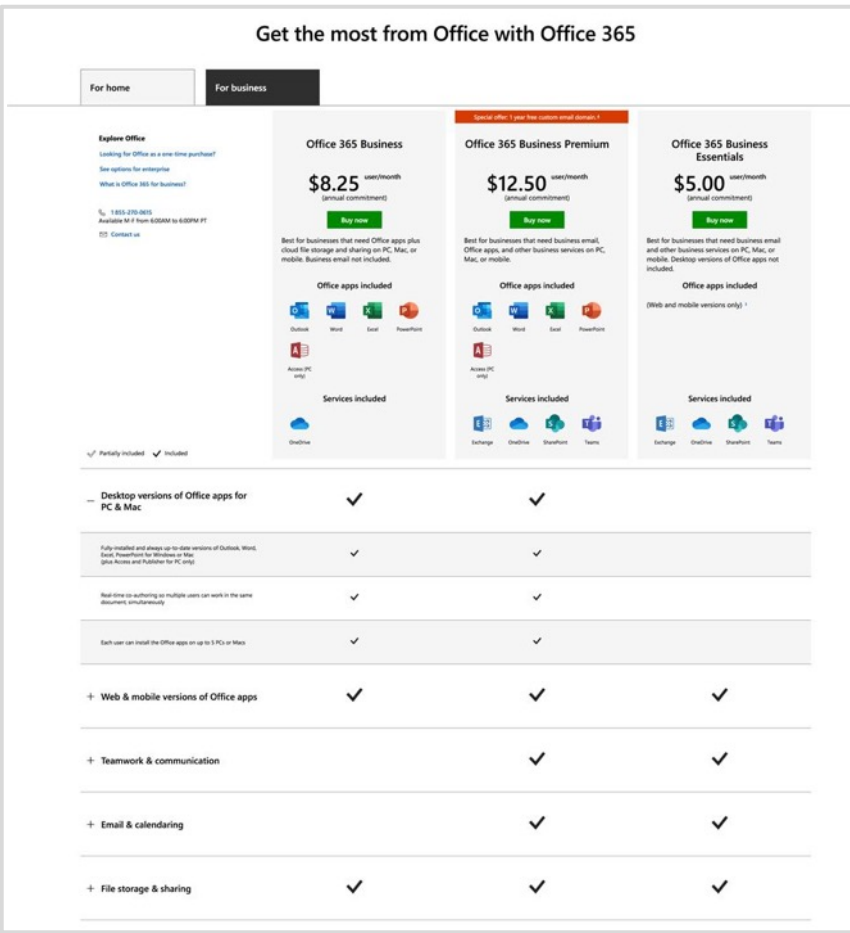 Get the most from Office with Office 365
For home
For business
Explore Office
Looking for Office as a one-time purchase?
See options for enterprise
What is Office 365 for business?
1-855-270-0615
Available M-F from 6:00AM to 6:00PM PT
Contact us
Partially included
Included
Office 365 Business
$8.25 user/month
(annual commitment)
Buy now
Best for businesses that need Office apps plus
cloud file storage and sharing on PC, Mac, or
mobile. Business email not included.
Office apps included
Outlook
Word
Excel
PowerPoint
Access (PC
only)
Services included
OneDrive
Special offer: 1 year free custom email domain.
Office 365 Business Premium
$12.50 user/month
(annual commitment)
Buy now
Best for businesses that need business email,
Office apps, and other business services on PC,
Mac, or mobile.
Office apps included
Outlook
Word
Excel
PowerPoint
Access (PC
only)
Services included
Exchange
OneDrive
SharePoint
Teams
Office 365 Business
Essentials
$5.00 user/month
(annual commitment)
Buy now
Best for businesses that need business email
and other business services on PC, Mac, or
mobile. Desktop versions of Office apps not
included.
Office apps included
(Web and mobile versions only)
Services included
Exchange
OneDrive
SharePoint
Teams
Desktop versions of Office apps for
PC & Mac
Fully-installed and always up-to-date versions of Outlook, Word,
Excel, PowerPoint for Windows or Mac
(plus Access and Publisher for PC only)
Real-time co-authoring so multiple users can work in the same
document, simultaneously
Each user can install the Office apps on up to 5 PCs or Macs
Web & mobile versions of Office apps
Teamwork & communication
Email & calendaring
File storage & sharing